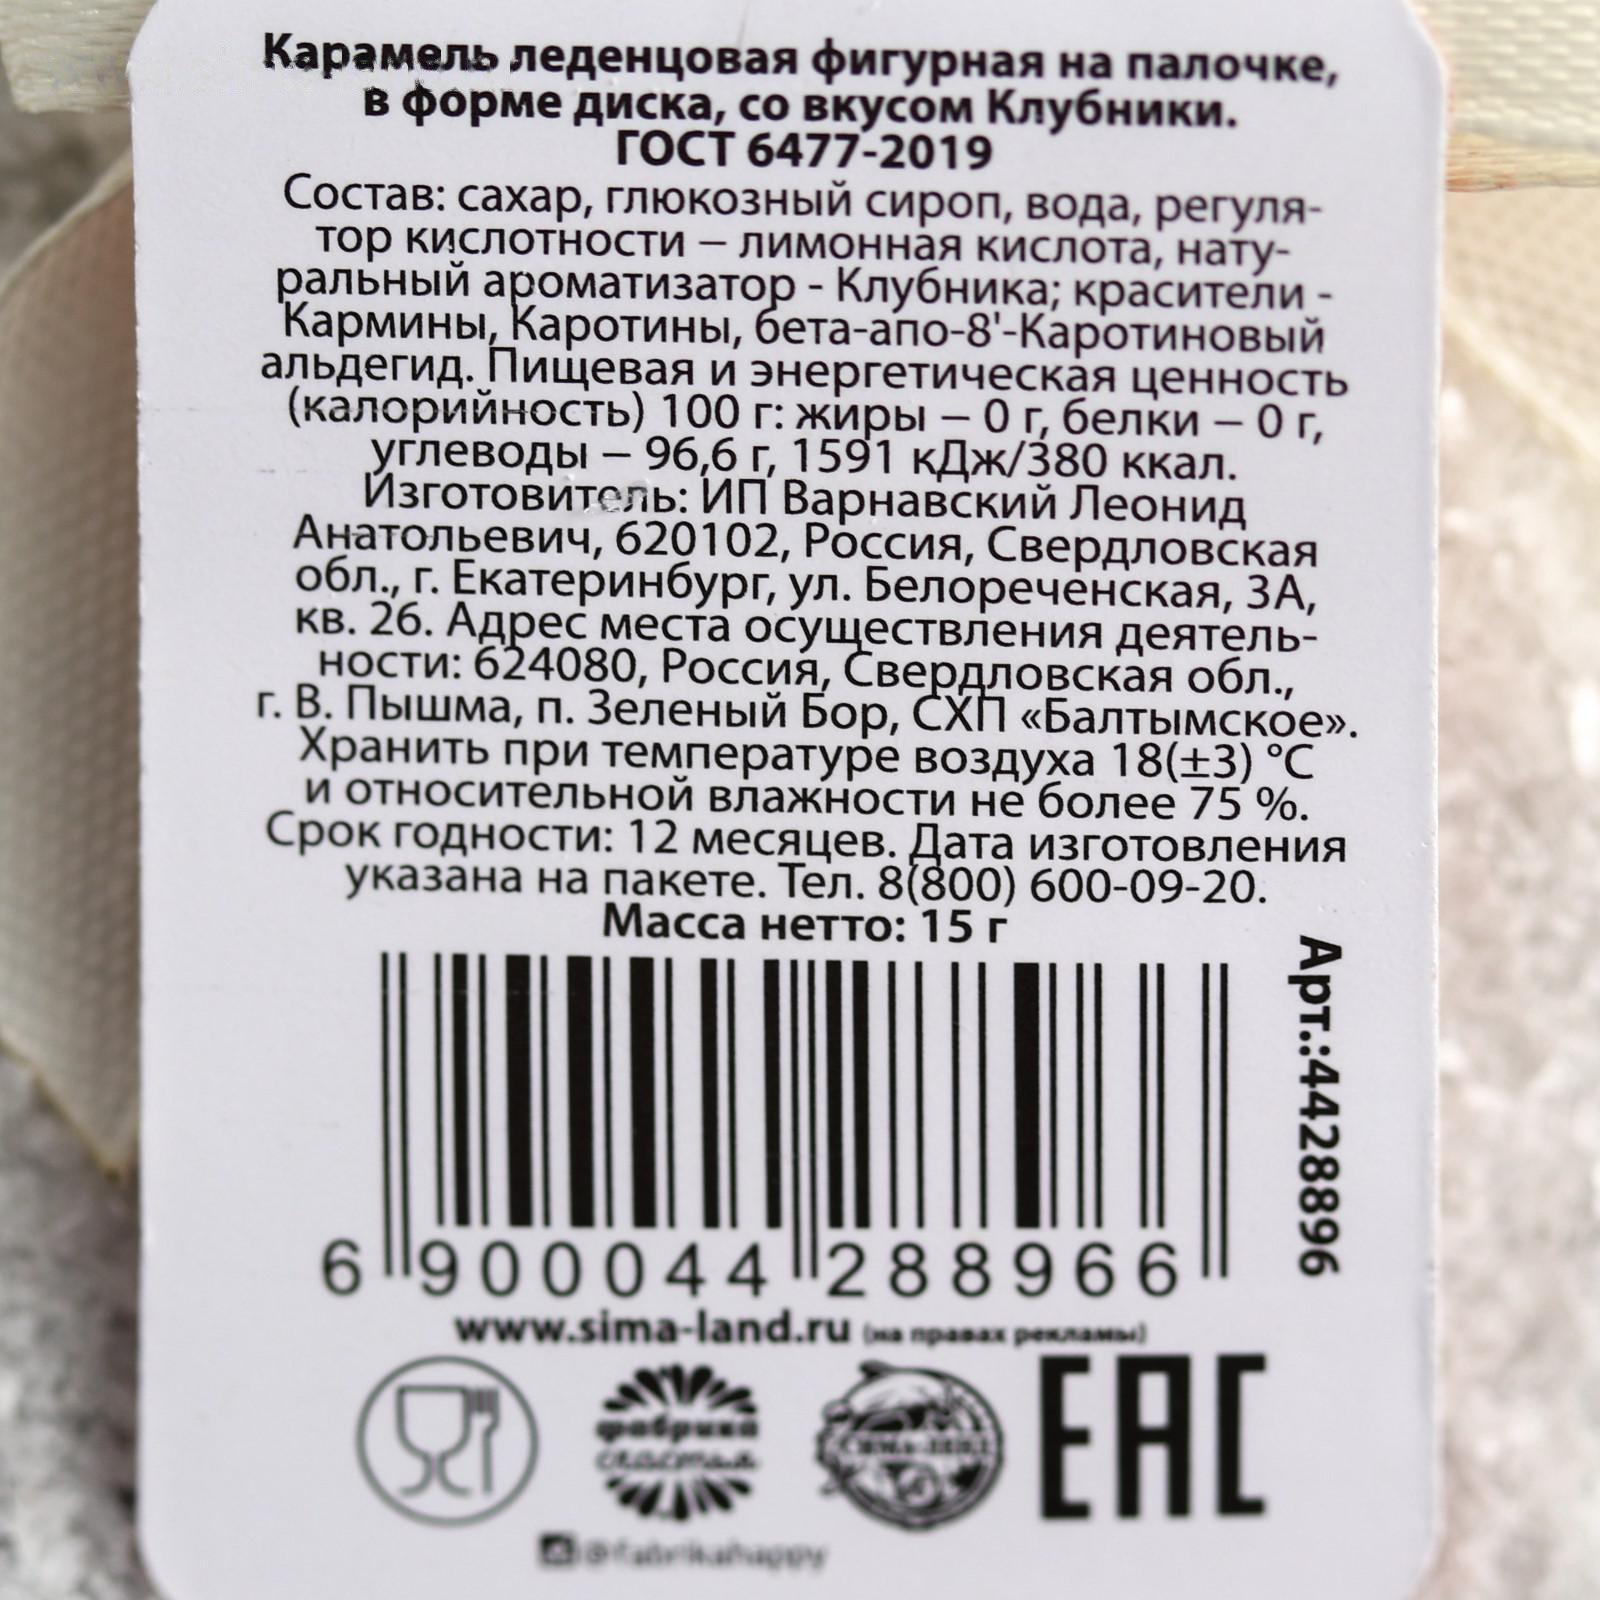 Карамель леденцовая фигурная на палочке,
в форме диска, со вкусом Клубники.
ГОСТ 6477-2019
Состав: сахар, глюкозный сироп, вода, регуля-
тор кислотности – лимонная кислота, нату-
ральный ароматизатор - Клубника; красители -
Кармины, Каротины, бета-апо-8'-Каротиновый
альдегид. Пищевая и энергетическая ценность
(калорийность) 100 г: жиры – 0 г, белки – 0 г,
углеводы – 96,6 г, 1591 кДж/380 ккал.
Изготовитель: ИП Варнавский Леонид
Анатольевич, 620102, Россия, Свердловская
обл., г. Екатеринбург, ул. Белореченская, 3А,
кв. 26. Адрес места осуществления деятель-
ности: 624080, Россия, Свердловская обл.,
г. В. Пышма, п. Зеленый Бор, СХП «Балтымское».
Хранить при температуре воздуха 18(±3) °C
и относительной влажности не более 75 %.
Срок годности: 12 месяцев. Дата изготовления
указана на пакете. Тел. 8(800) 600-09-20.
Масса нетто: 15 г
Арт.:4428896
6 900044 288966
www.sima-land.ru (на правах рекламы)
фабрика
счастья
СИМА-ЛЕНД
EAC
@fabrikahappy